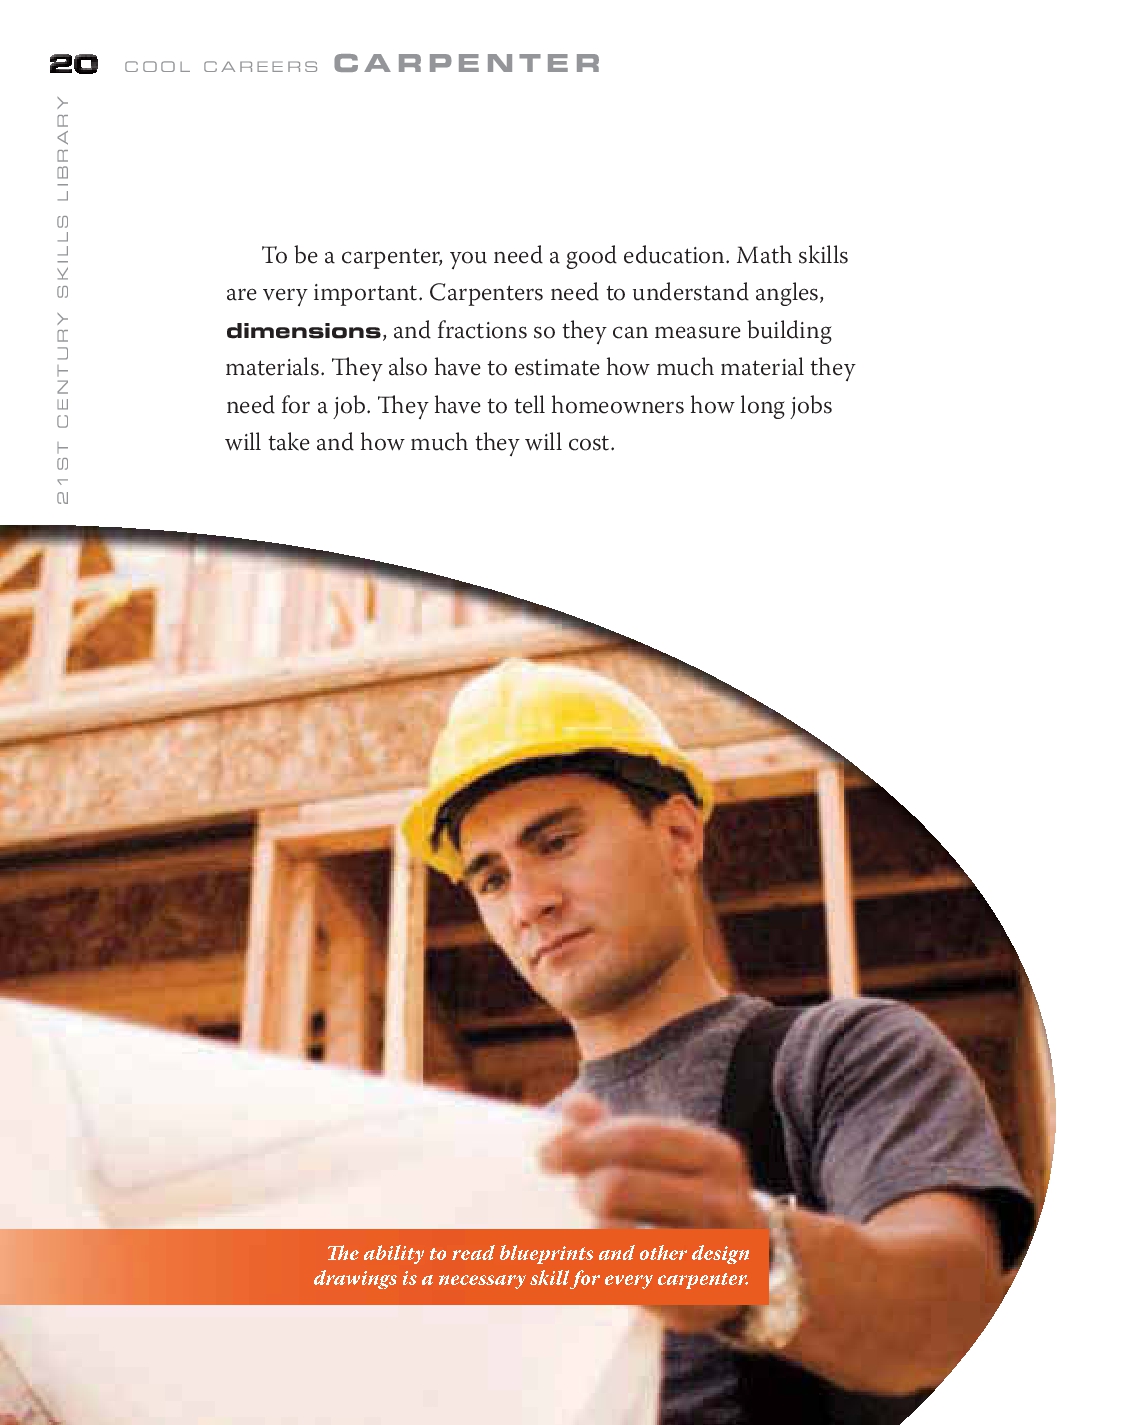 20 COOL CAREERS CARPENTER
21ST CENTURY SKILLS LIBRARY
To be a carpenter, you need a good education. Math skills
are very important. Carpenters need to understand angles,
dimensions, and fractions so they can measure building
materials. They also have to estimate how much material they
need for a job. They have to tell homeowners how long jobs
will take and how much they will cost.
The ability to read blueprints and other design
drawings is a necessary skill for every carpenter.